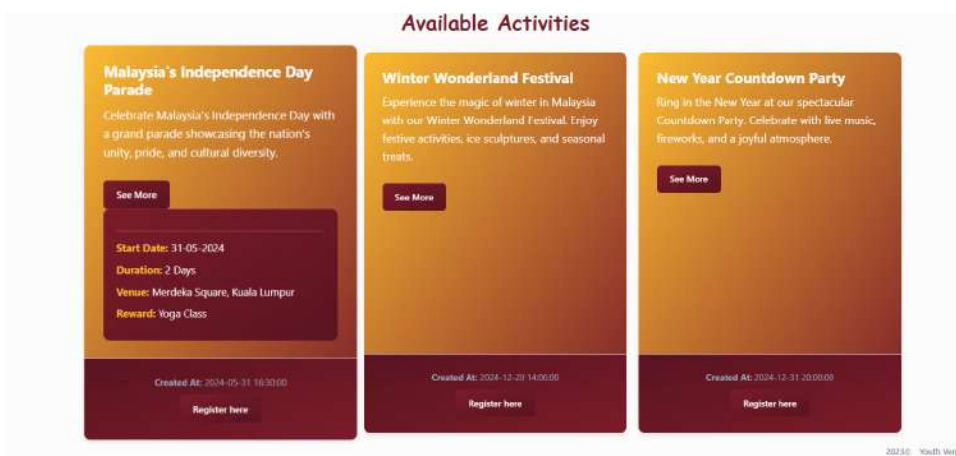 Available Activities
Malaysia's Independence Day
Parade
Celebrate Malaysia's Independence Day with
a grand parade showcasing the nation's
unity, pride, and cultural diversity.
See More
Start Date: 31-05-2024
Duration: 2 Days
Venue: Merdeka Square, Kuala Lumpur
Reward: Yoga Class
Created At: 2024-05-31 16:30:00
Register here
Winter Wonderland Festival
Experience the magic of winter in Malaysia
with our Winter Wonderland Festival. Enjoy
festive activities, ice sculptures, and seasonal
treats.
See More
Created At: 2024-12-20 14:00:00
Register here
New Year Countdown Party
Ring in the New Year at our spectacular
Countdown Party. Celebrate with live music,
fireworks, and a joyful atmosphere.
See More
Created At: 2024-12-31 20:00:00
Register here
2023© Youth Ven